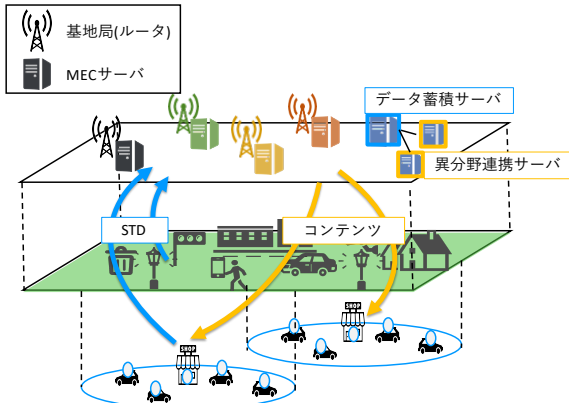 基地局(ルータ)
MECサーバ
データ蓄積サーバ
異分野連携サーバ
STD
コンテンツ
SHOP
SHOP